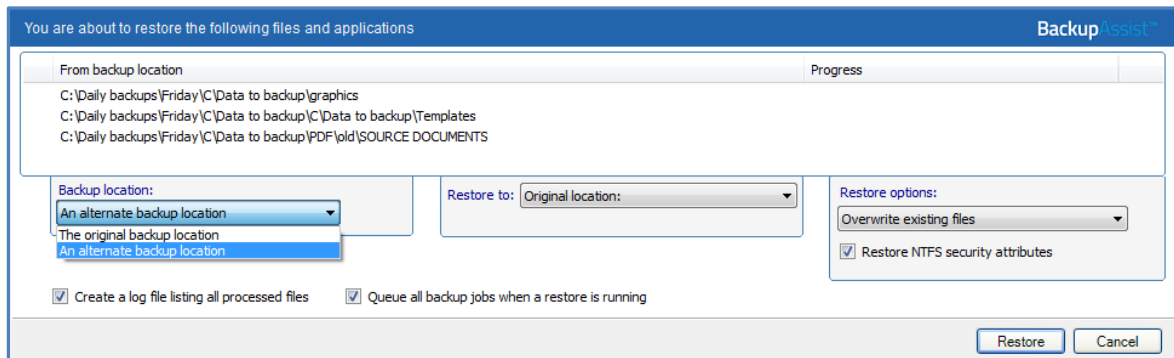 You are about to restore the following files and applications
BackupAssist™
From backup location
Progress
C:\Daily backups\Friday\C\Data to backup\graphics
C:\Daily backups\Friday\C\Data to backup\C\Data to backup\Templates
C:\Daily backups\Friday\C\Data to backup\PDF\old\SOURCE DOCUMENTS
Backup location:
An alternate backup location
The original backup location
An alternate backup location
Restore to: Original location:
Restore options:
Overwrite existing files
Restore NTFS security attributes
Create a log file listing all processed files
Queue all backup jobs when a restore is running
Restore
Cancel